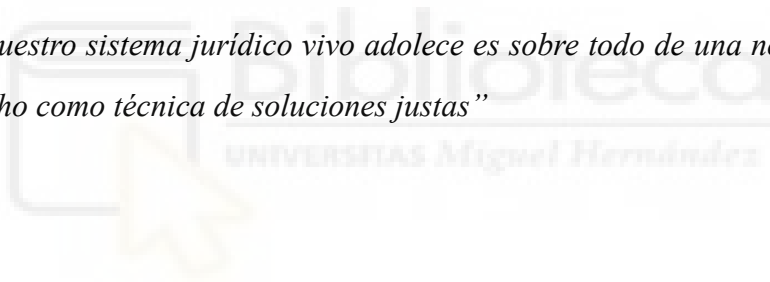 uestro sistema jurídico vivo adolece es sobre todo de una n
ho como técnica de soluciones justas”
Biblioteca
UNIVERSITAS Miguel Hernández